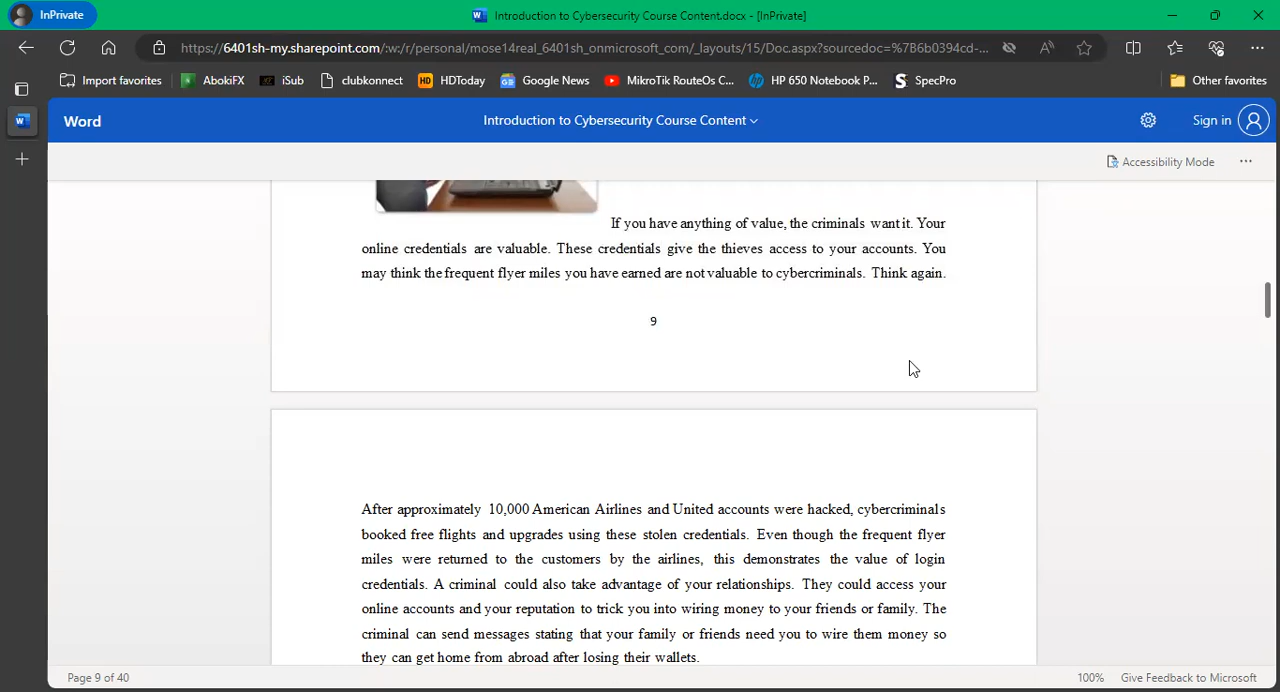 InPrivate
Introduction to Cybersecurity Course Content.docx - [InPrivate]
https://6401sh-my.sharepoint.com/:w:/r/personal/mose14real_6401sh_onmicrosoft_com/_layouts/15/Doc.aspx?sourcedoc=%7B6b0394cd-...
Import favorites
AbokiFX
iSub
clubkonnect
HDToday
Google News
MikroTik RouteOs C...
HP 650 Notebook P...
SpecPro
Other favorites
Word
Introduction to Cybersecurity Course Content
Sign in
Accessibility Mode
If you have anything of value, the criminals want it. Your
online credentials are valuable. These credentials give the thieves access to your accounts. You
may think the frequent flyer miles you have earned are not valuable to cybercriminals. Think again.
9
After approximately 10,000 American Airlines and United accounts were hacked, cybercriminals
booked free flights and upgrades using these stolen credentials. Even though the frequent flyer
miles were returned to the customers by the airlines, this demonstrates the value of login
credentials. A criminal could also take advantage of your relationships. They could access your
online accounts and your reputation to trick you into wiring money to your friends or family. The
criminal can send messages stating that your family or friends need you to wire them money so
they can get home from abroad after losing their wallets.
Page 9 of 40
100%
Give Feedback to Microsoft